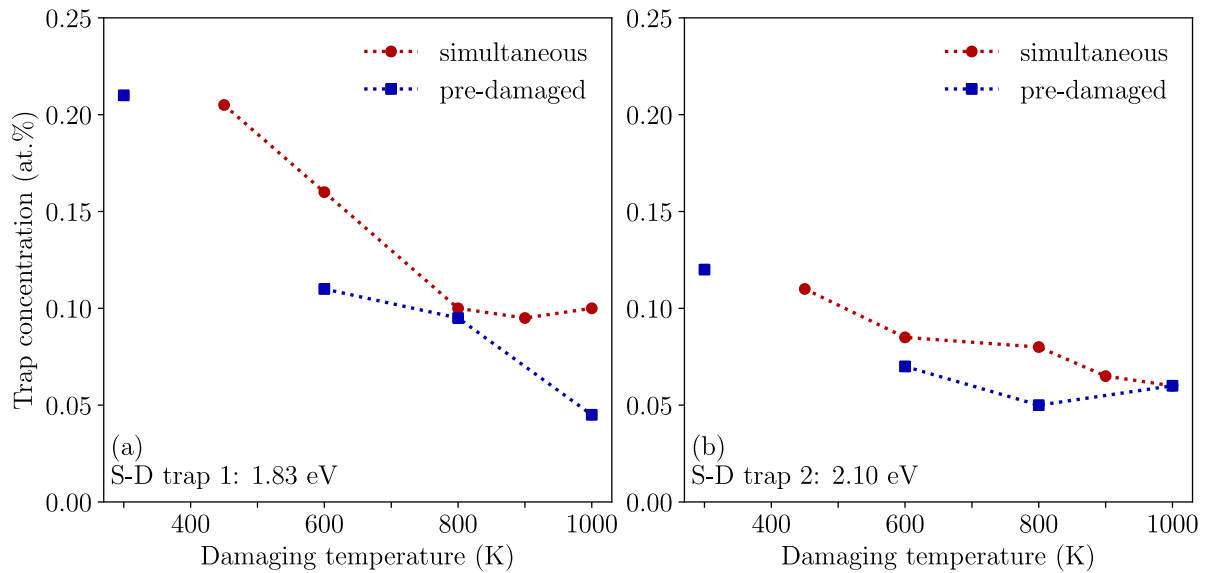 Trap concentration (at.%)
0.25
0.20
0.15
0.10
0.05
0.00
simultaneous
pre-damaged
(a)
S-D trap 1: 1.83 eV
400 600 800 1000
Damaging temperature (K)
0.25
0.20
0.15
0.10
0.05
0.00
simultaneous
pre-damaged
(b)
S-D trap 2: 2.10 eV
400 600 800 1000
Damaging temperature (K)